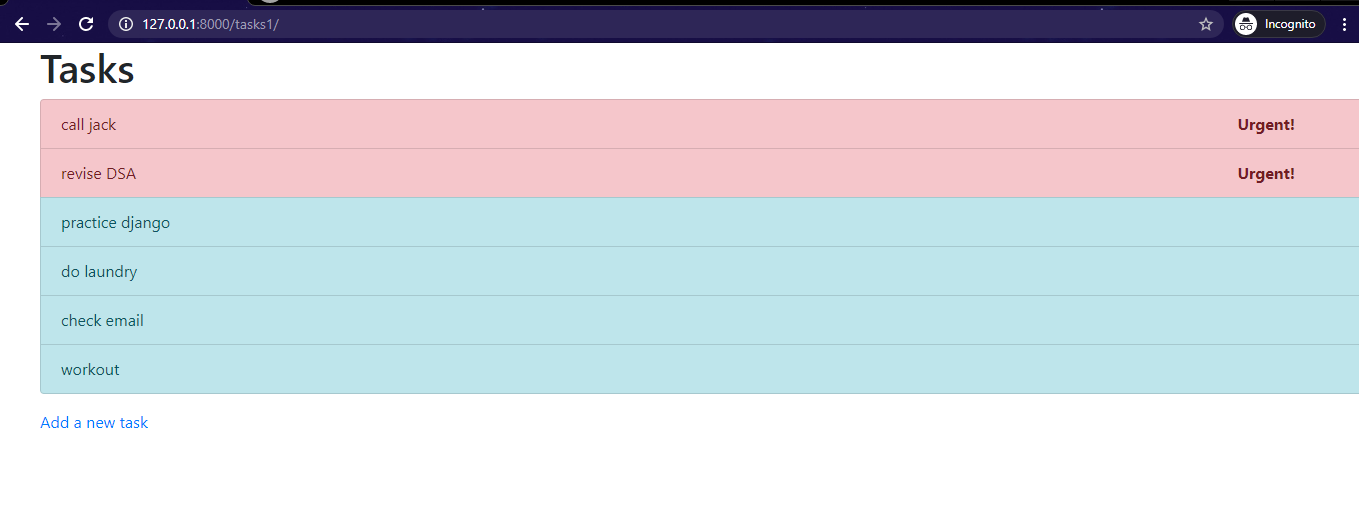 127.0.0.1:8000/tasks1/
Incognito
Tasks
call jack Urgent!
revise DSA Urgent!
practice django
do laundry
check email
workout
Add a new task